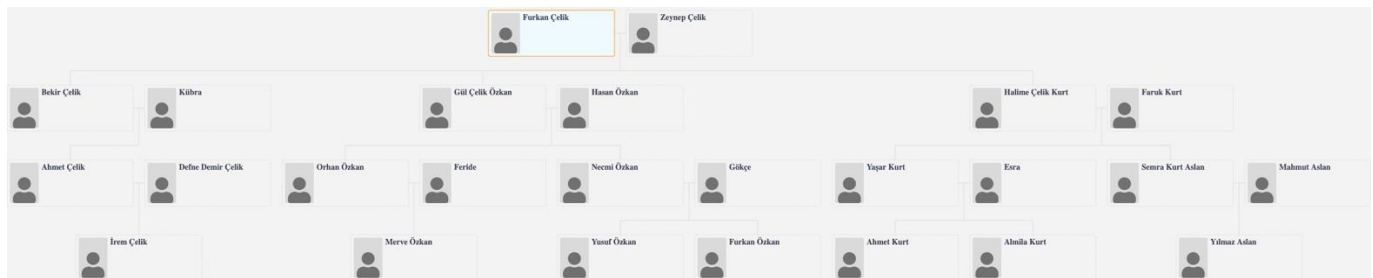 Furkan Çelik
Zeynep Çelik
Bekir Çelik
Kübra
Gül Çelik Özkan
Hasan Özkan
Halime Çelik Kurt
Faruk Kurt
Ahmet Çelik
Defne Demir Çelik
Orhan Özkan
Feride
Necmi Özkan
Gökçe
Yaşar Kurt
Esra
Semra Kurt Aslan
Mahmut Aslan
İrem Çelik
Merve Özkan
Yusuf Özkan
Furkan Özkan
Ahmet Kurt
Almila Kurt
Yılmaz Aslan